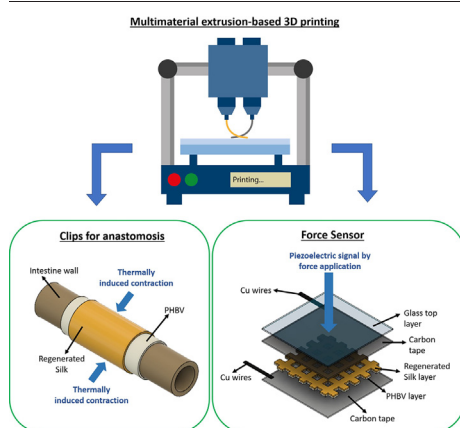 Multimaterial extrusion-based 3D printing
Printing...
Clips for anastomosis
Intestine wall
Thermally
induced contraction
PHBV
Regenerated
Silk
Thermally
induced contraction
Force Sensor
Piezoelectric signal by
force application
Cu wires
Glass top
layer
Carbon
tape
Regenerated
Silk layer
Cu wires
PHBV layer
Carbon tape